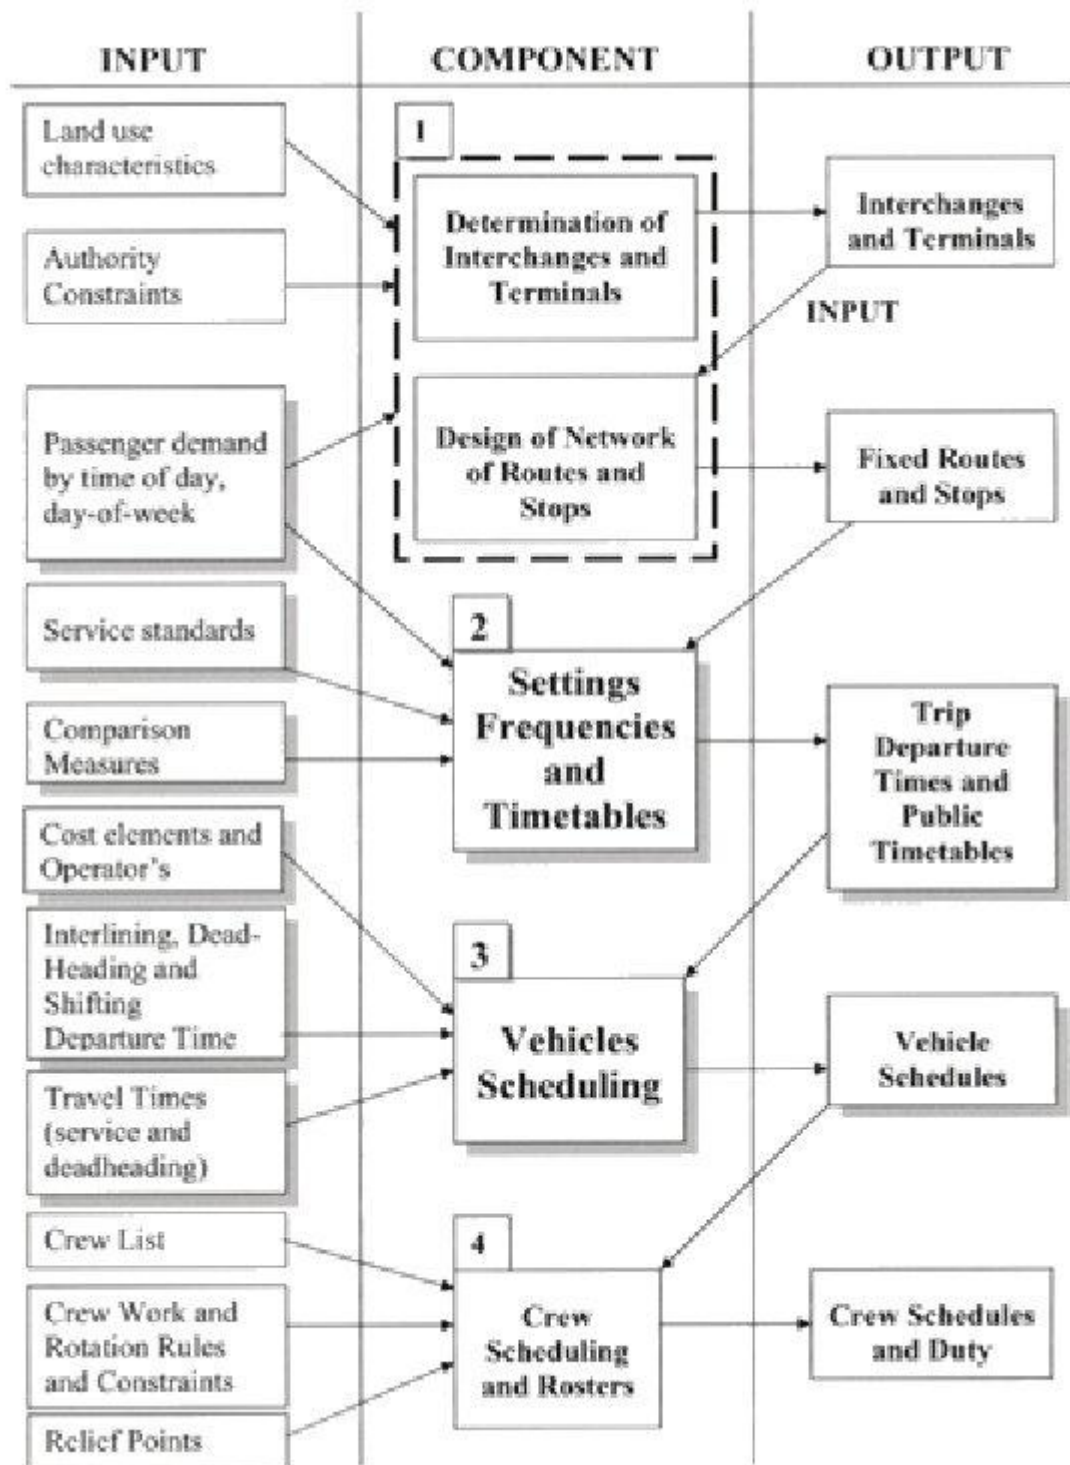 INPUT
COMPONENT
OUTPUT
Land use
characteristics
Authority
Constraints
Passenger demand
by time of day,
day-of-week
Service standards
Comparison
Measures
Cost elements and
Operator's
Interlining, Dead-
Heading and
Shifting
Departure Time
Travel Times
(service and
deadheading)
Crew List
Crew Work and
Rotation Rules
and Constraints
Relief Points
1
Determination of
Interchanges and
Terminals
Design of Network
of Routes and
Stops
2
Settings
Frequencies
and
Timetables
3
Vehicles
Scheduling
4
Crew
Scheduling
and Rosters
Interchanges
and Terminals
INPUT
Fixed Routes
and Stops
Trip
Departure
Times and
Public
Timetables
Vehicle
Schedules
Crew Schedules
and Duty